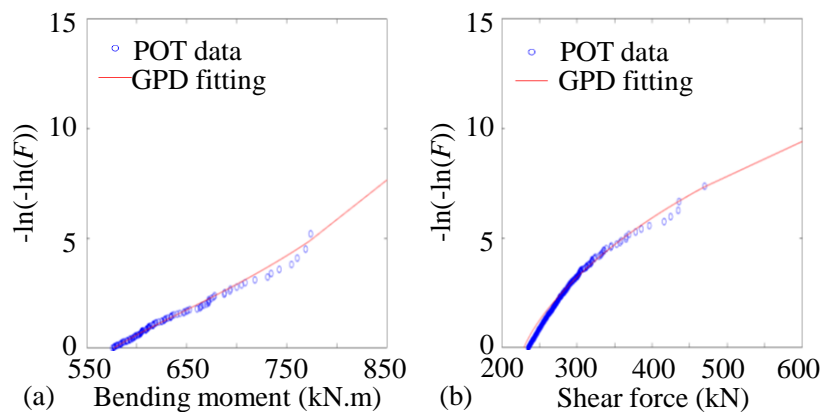 15
POT data
GPD fitting
10
-ln(-ln(F))
5
0
550
650
750
850
(a)
Bending moment (kN.m)
15
POT data
GPD fitting
10
-ln(-ln(F))
5
0
200
300
400
500
600
(b)
Shear force (kN)